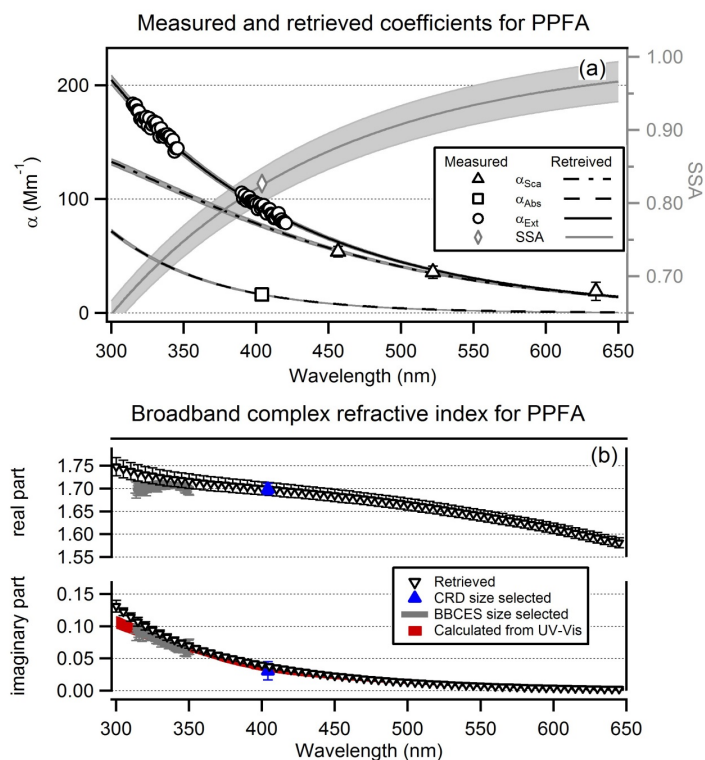 Measured and retrieved coefficients for PPFA
(a)
1.00
200
0.90
α (Mm⁻¹)
Measured Retreived
SSA
100
α_Sca
0.80
α_Abs
α_Ext
0.70
SSA
0
300 350 400 450 500 550 600 650
Wavelength (nm)
Broadband complex refractive index for PPFA
(b)
real part
1.75
1.70
1.65
1.60
1.55
imaginary part
0.15
0.10
0.05
0.00
Retrieved
CRD size selected
BBCES size selected
Calculated from UV-Vis
300 350 400 450 500 550 600 650
Wavelength (nm)